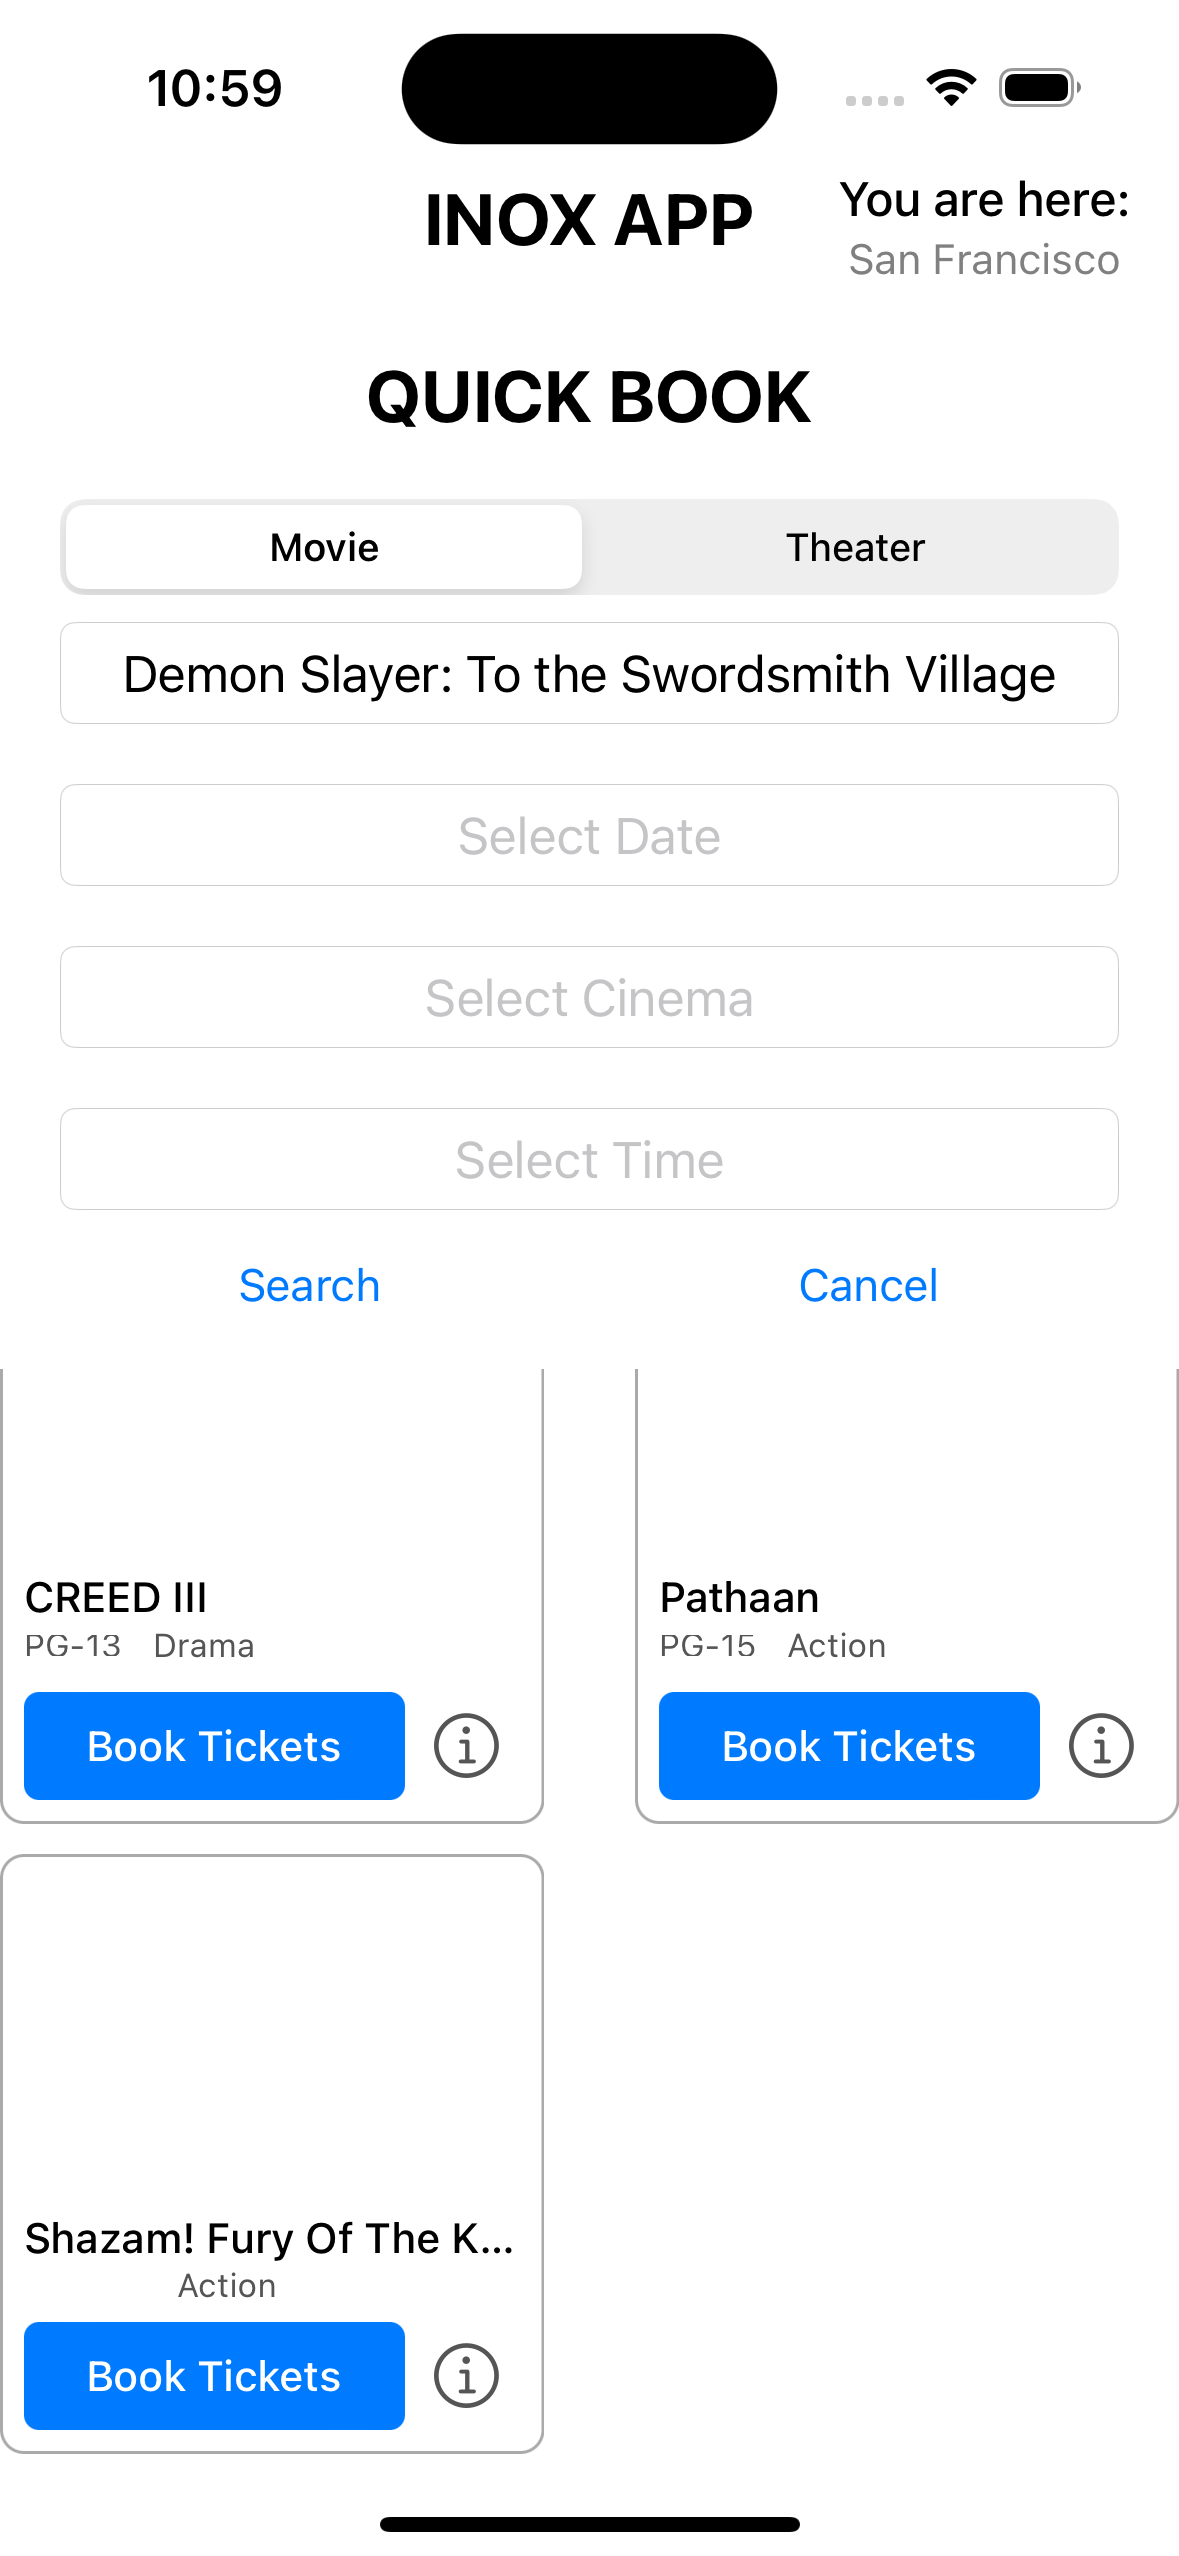 10:59
INOX APP
You are here:
San Francisco
QUICK BOOK
Movie Theater
Demon Slayer: To the Swordsmith Village
Select Date
Select Cinema
Select Time
Search Cancel
CREED III
PG-13 Drama
Book Tickets
Pathaan
PG-15 Action
Book Tickets
Shazam! Fury Of The K...
Action
Book Tickets